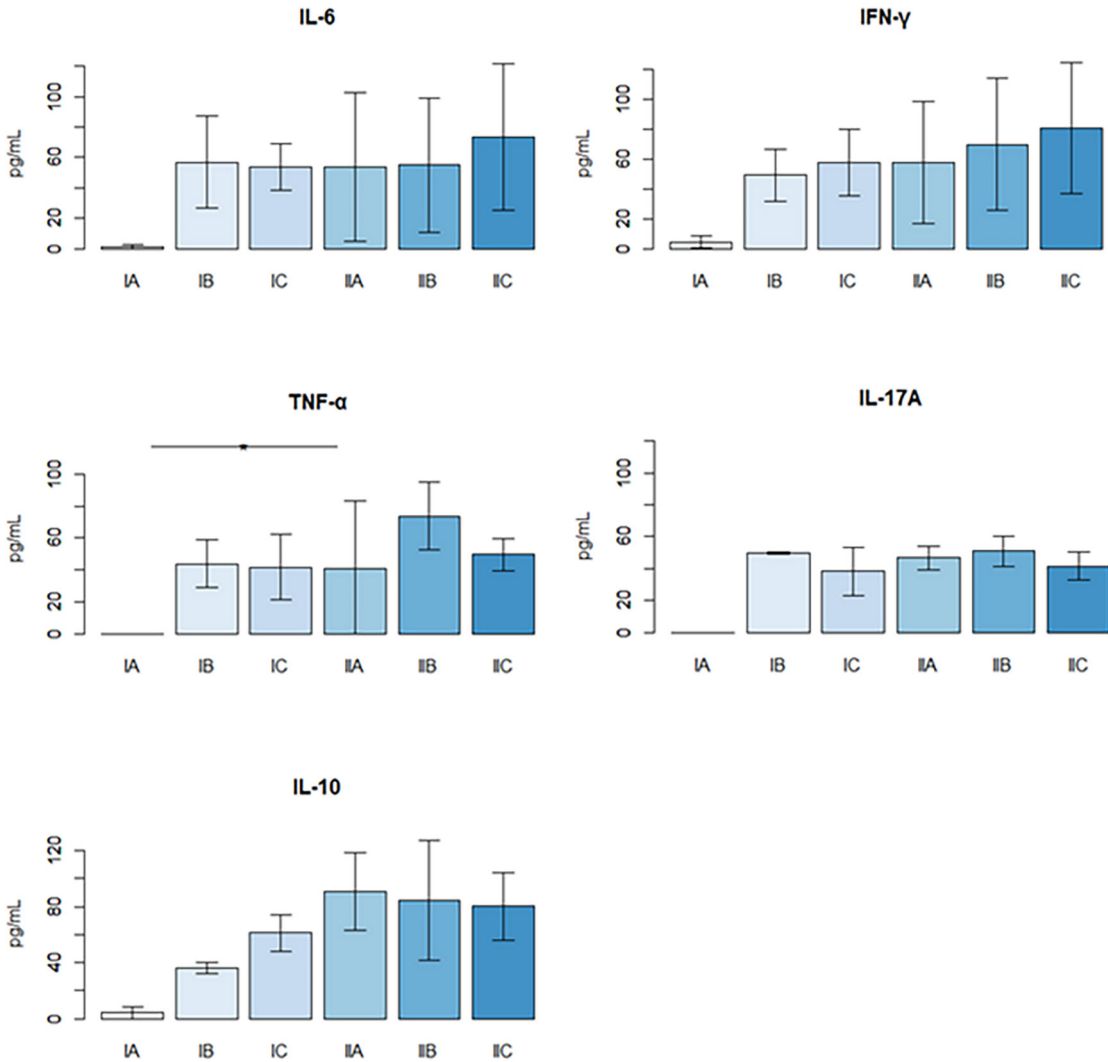 IL-6
pg/mL
0 20 60 100
IA IB IC IIA IIB IIC
IFN-γ
pg/mL
0 20 60 100
IA IB IC IIA IIB IIC
TNF-α
*
pg/mL
0 20 60 100
IA IB IC IIA IIB IIC
IL-17A
pg/mL
0 20 60 100
IA IB IC IIA IIB IIC
IL-10
pg/mL
0 40 80 120
IA IB IC IIA IIB IIC